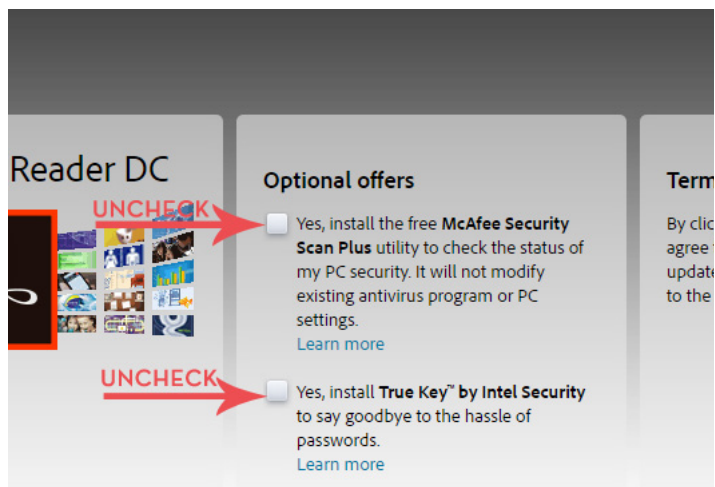 Reader DC
UNCHECK
UNCHECK
Optional offers
Yes, install the free McAfee Security
Scan Plus utility to check the status of
my PC security. It will not modify
existing antivirus program or PC
settings.
Learn more
Yes, install True Key™ by Intel Security
to say goodbye to the hassle of
passwords.
Learn more
Term
By clic
agree
update
to the